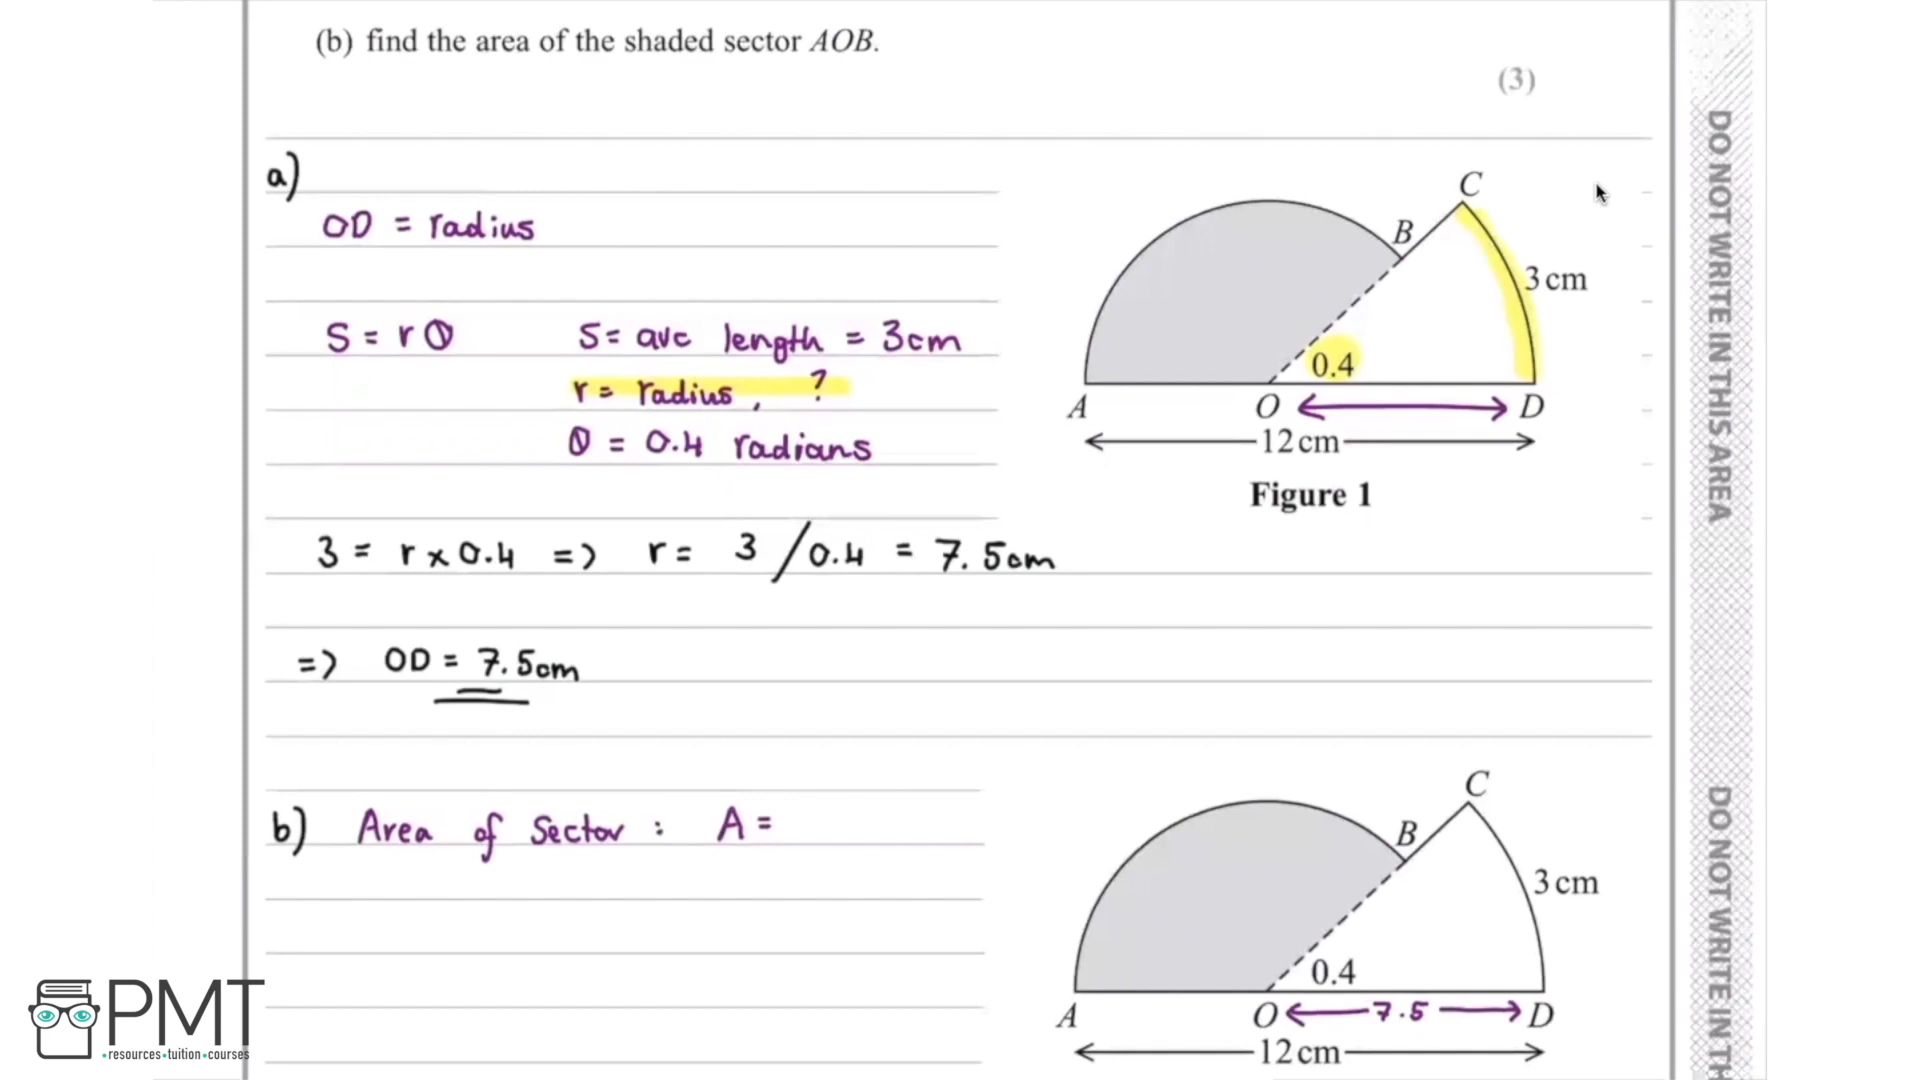 (b) find the area of the shaded sector AOB.
(3)
a)
OD = radius
S = rθ
S = arc length = 3cm
r = radius, ?
θ = 0.4 radians
C
B
3 cm
0.4
A
O
D
12 cm
Figure 1
3 = r × 0.4 => r = 3 / 0.4 = 7.5cm
=> OD = 7.5cm
b) Area of Sector : A =
C
B
3 cm
0.4
A
O
7.5
D
12 cm
DO NOT WRITE IN THIS AREA
DO NOT WRITE IN TH
PMT
resources•tuition•courses